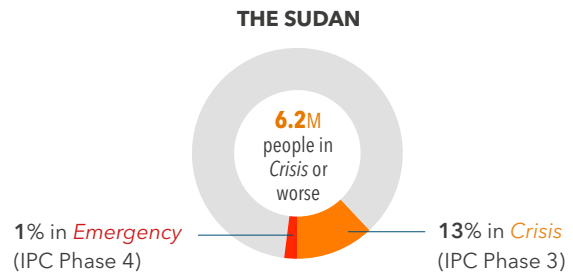 THE SUDAN
6.2M
people in
Crisis or
worse
1% in Emergency
(IPC Phase 4)
13% in Crisis
(IPC Phase 3)